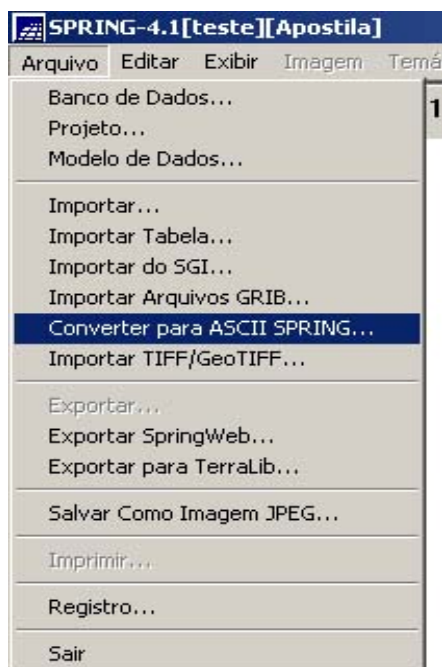 SPRING-4.1[teste][Apostila]
Arquivo Editar Exibir Imagem Temá
Banco de Dados...
1
Projeto...
Modelo de Dados...
Importar...
Importar Tabela...
Importar do SGI...
Importar Arquivos GRIB...
Converter para ASCII SPRING...
Importar TIFF/GeoTIFF...
Exportar...
Exportar SpringWeb...
Exportar para TerraLib...
Salvar Como Imagem JPEG...
Imprimir...
Registro...
Sair